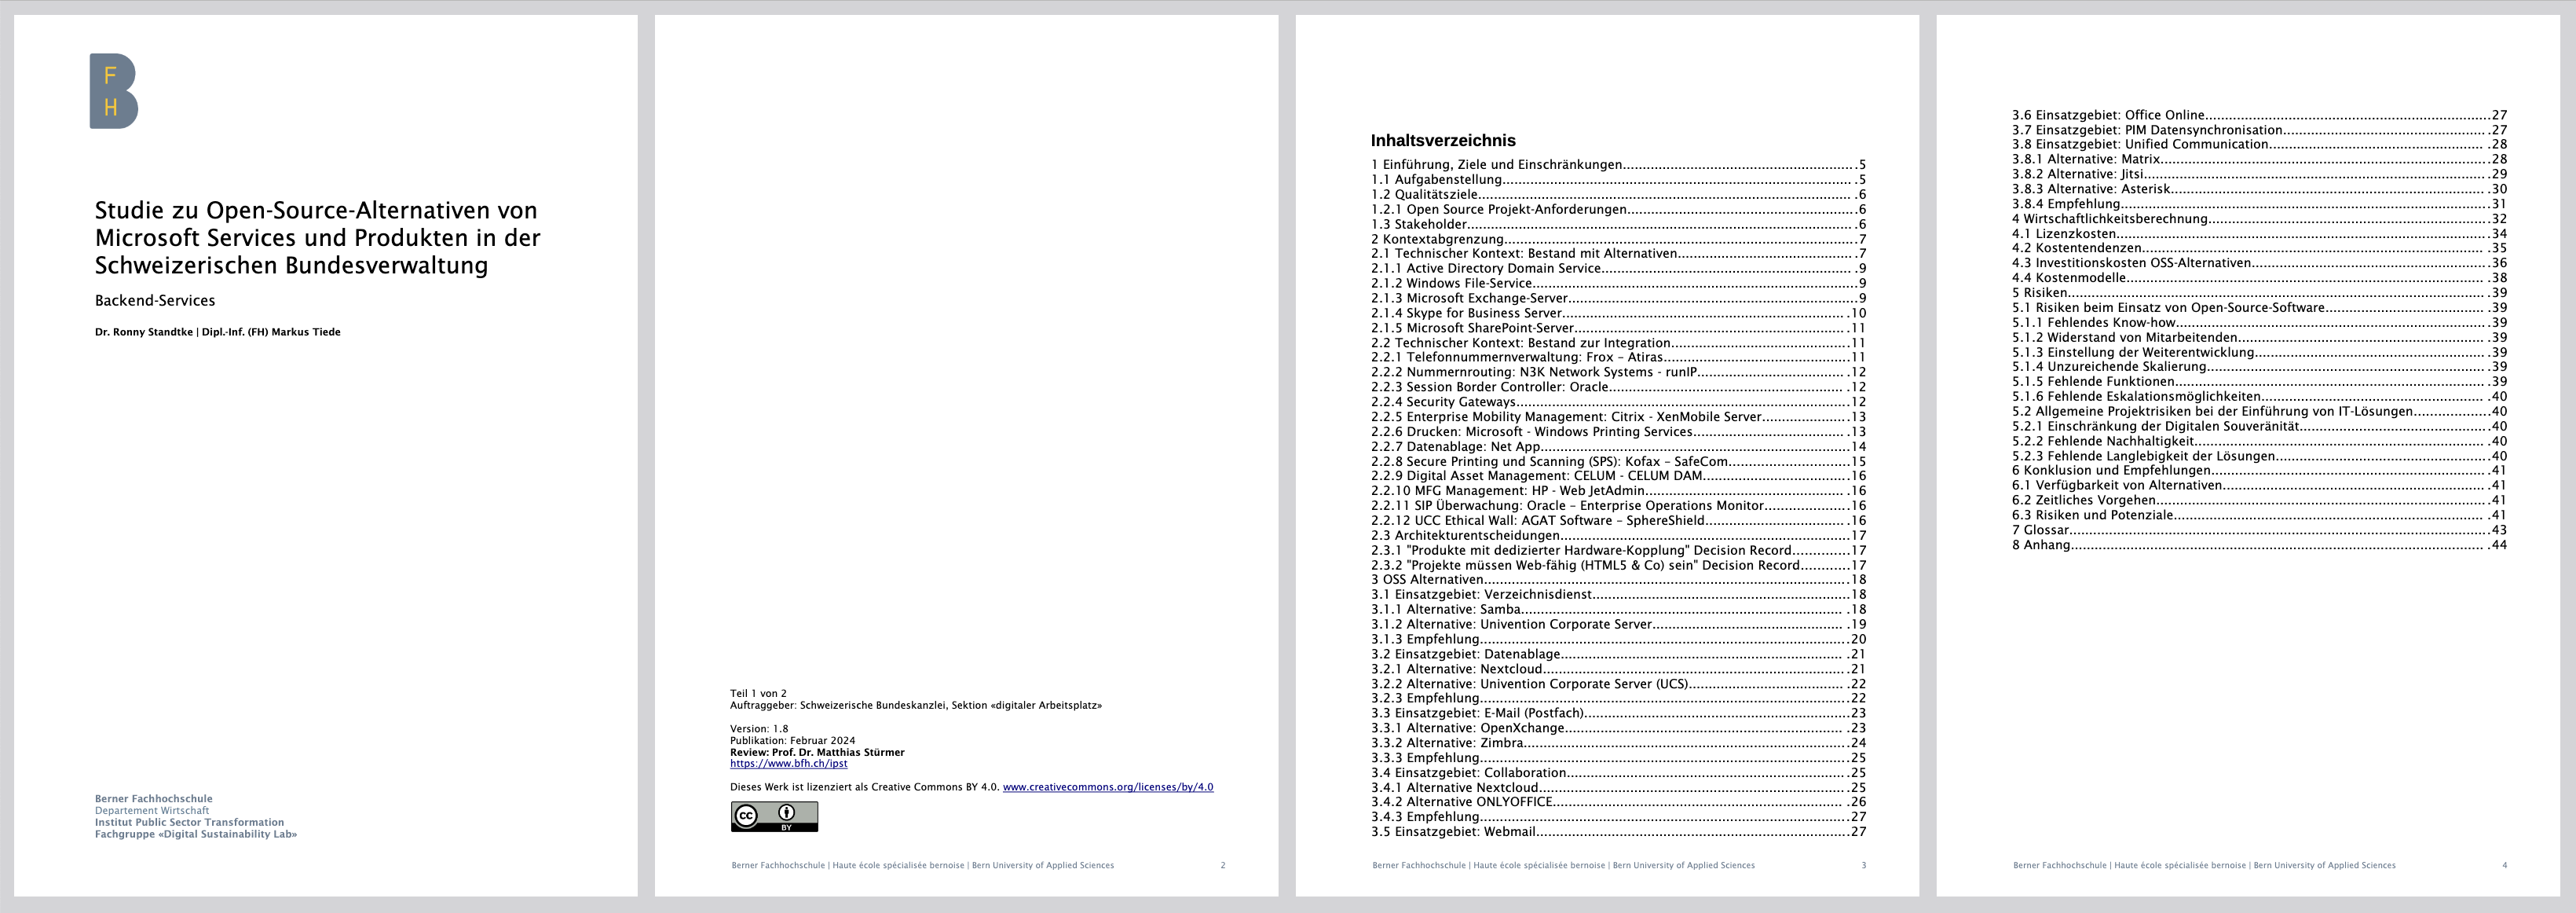 F
H
Studie zu Open-Source-Alternativen von
Microsoft Services und Produkten in der
Schweizerischen Bundesverwaltung
Backend-Services
Dr. Ronny Standtke | Dipl.-Inf. (FH) Markus Tiede
Berner Fachhochschule
Departement Wirtschaft
Institut Public Sector Transformation
Fachgruppe «Digital Sustainability Lab»
Teil 1 von 2
Auftraggeber: Schweizerische Bundeskanzlei, Sektion «digitaler Arbeitsplatz»
Version: 1.8
Publikation: Februar 2024
Review: Prof. Dr. Matthias Stürmer
https://www.bfh.ch/ipst
Dieses Werk ist lizenziert als Creative Commons BY 4.0. www.creativecommons.org/licenses/by/4.0
cc BY
Berner Fachhochschule | Haute école spécialisée bernoise | Bern University of Applied Sciences 2
Inhaltsverzeichnis
1 Einführung, Ziele und Einschränkungen.....5
1.1 Aufgabenstellung.....5
1.2 Qualitätsziele.....6
1.2.1 Open Source Projekt-Anforderungen.....6
1.3 Stakeholder.....6
2 Kontextabgrenzung.....7
2.1 Technischer Kontext: Bestand mit Alternativen.....7
2.1.1 Active Directory Domain Service.....9
2.1.2 Windows File-Service.....9
2.1.3 Microsoft Exchange-Server.....9
2.1.4 Skype for Business Server.....10
2.1.5 Microsoft SharePoint-Server.....11
2.2 Technischer Kontext: Bestand zur Integration.....11
2.2.1 Telefonnummernverwaltung: Frox – Atiras.....11
2.2.2 Nummernrouting: N3K Network Systems - runIP.....12
2.2.3 Session Border Controller: Oracle.....12
2.2.4 Security Gateways.....12
2.2.5 Enterprise Mobility Management: Citrix - XenMobile Server.....13
2.2.6 Drucken: Microsoft - Windows Printing Services.....13
2.2.7 Datenablage: Net App.....14
2.2.8 Secure Printing und Scanning (SPS): Kofax – SafeCom.....15
2.2.9 Digital Asset Management: CELUM - CELUM DAM.....16
2.2.10 MFG Management: HP - Web JetAdmin.....16
2.2.11 SIP Überwachung: Oracle – Enterprise Operations Monitor.....16
2.2.12 UCC Ethical Wall: AGAT Software – SphereShield.....16
2.3 Architekturentscheidungen.....17
2.3.1 "Produkte mit dedizierter Hardware-Kopplung" Decision Record.....17
2.3.2 "Projekte müssen Web-fähig (HTML5 & Co) sein" Decision Record.....17
3 OSS Alternativen.....18
3.1 Einsatzgebiet: Verzeichnisdienst.....18
3.1.1 Alternative: Samba.....18
3.1.2 Alternative: Univention Corporate Server.....19
3.1.3 Empfehlung.....20
3.2 Einsatzgebiet: Datenablage.....21
3.2.1 Alternative: Nextcloud.....21
3.2.2 Alternative: Univention Corporate Server (UCS).....22
3.2.3 Empfehlung.....22
3.3 Einsatzgebiet: E-Mail (Postfach).....23
3.3.1 Alternative: OpenXchange.....23
3.3.2 Alternative: Zimbra.....24
3.3.3 Empfehlung.....25
3.4 Einsatzgebiet: Collaboration.....25
3.4.1 Alternative Nextcloud.....25
3.4.2 Alternative ONLYOFFICE.....26
3.4.3 Empfehlung.....27
3.5 Einsatzgebiet: Webmail.....27
Berner Fachhochschule | Haute école spécialisée bernoise | Bern University of Applied Sciences 3
3.6 Einsatzgebiet: Office Online.....27
3.7 Einsatzgebiet: PIM Datensynchronisation.....27
3.8 Einsatzgebiet: Unified Communication.....28
3.8.1 Alternative: Matrix.....28
3.8.2 Alternative: Jitsi.....29
3.8.3 Alternative: Asterisk.....30
3.8.4 Empfehlung.....31
4 Wirtschaftlichkeitsberechnung.....32
4.1 Lizenzkosten.....34
4.2 Kostentendenzen.....35
4.3 Investitionskosten OSS-Alternativen.....36
4.4 Kostenmodelle.....38
5 Risiken.....39
5.1 Risiken beim Einsatz von Open-Source-Software.....39
5.1.1 Fehlendes Know-how.....39
5.1.2 Widerstand von Mitarbeitenden.....39
5.1.3 Einstellung der Weiterentwicklung.....39
5.1.4 Unzureichende Skalierung.....39
5.1.5 Fehlende Funktionen.....39
5.1.6 Fehlende Eskalationsmöglichkeiten.....40
5.2 Allgemeine Projektrisiken bei der Einführung von IT-Lösungen.....40
5.2.1 Einschränkung der Digitalen Souveränität.....40
5.2.2 Fehlende Nachhaltigkeit.....40
5.2.3 Fehlende Langlebigkeit der Lösungen.....40
6 Konklusion und Empfehlungen.....41
6.1 Verfügbarkeit von Alternativen.....41
6.2 Zeitliches Vorgehen.....41
6.3 Risiken und Potenziale.....41
7 Glossar.....43
8 Anhang.....44
Berner Fachhochschule | Haute école spécialisée bernoise | Bern University of Applied Sciences 4